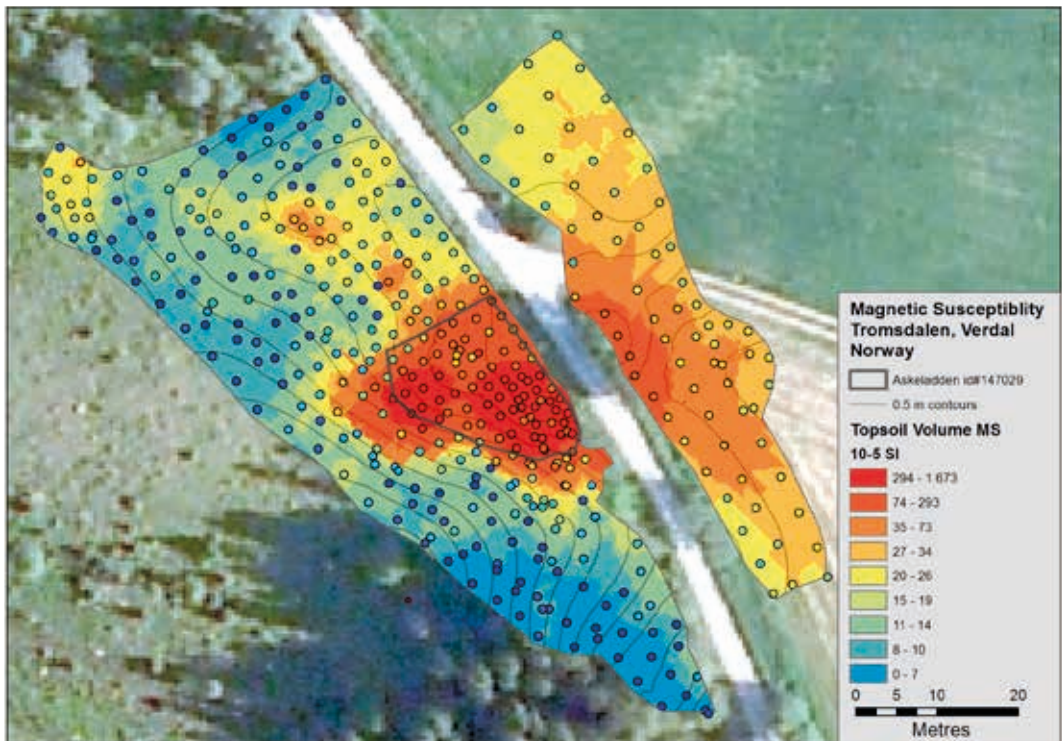 Magnetic Susceptiblity
Tromsdalen, Verdal
Norway
Askeladden id#147029
0.5 m contours
Topsoil Volume MS
10-5 SI
294 - 1 673
74 - 293
35 - 73
27 - 34
20 - 26
15 - 19
11 - 14
8 - 10
0 - 7
0 5 10 20
Metres